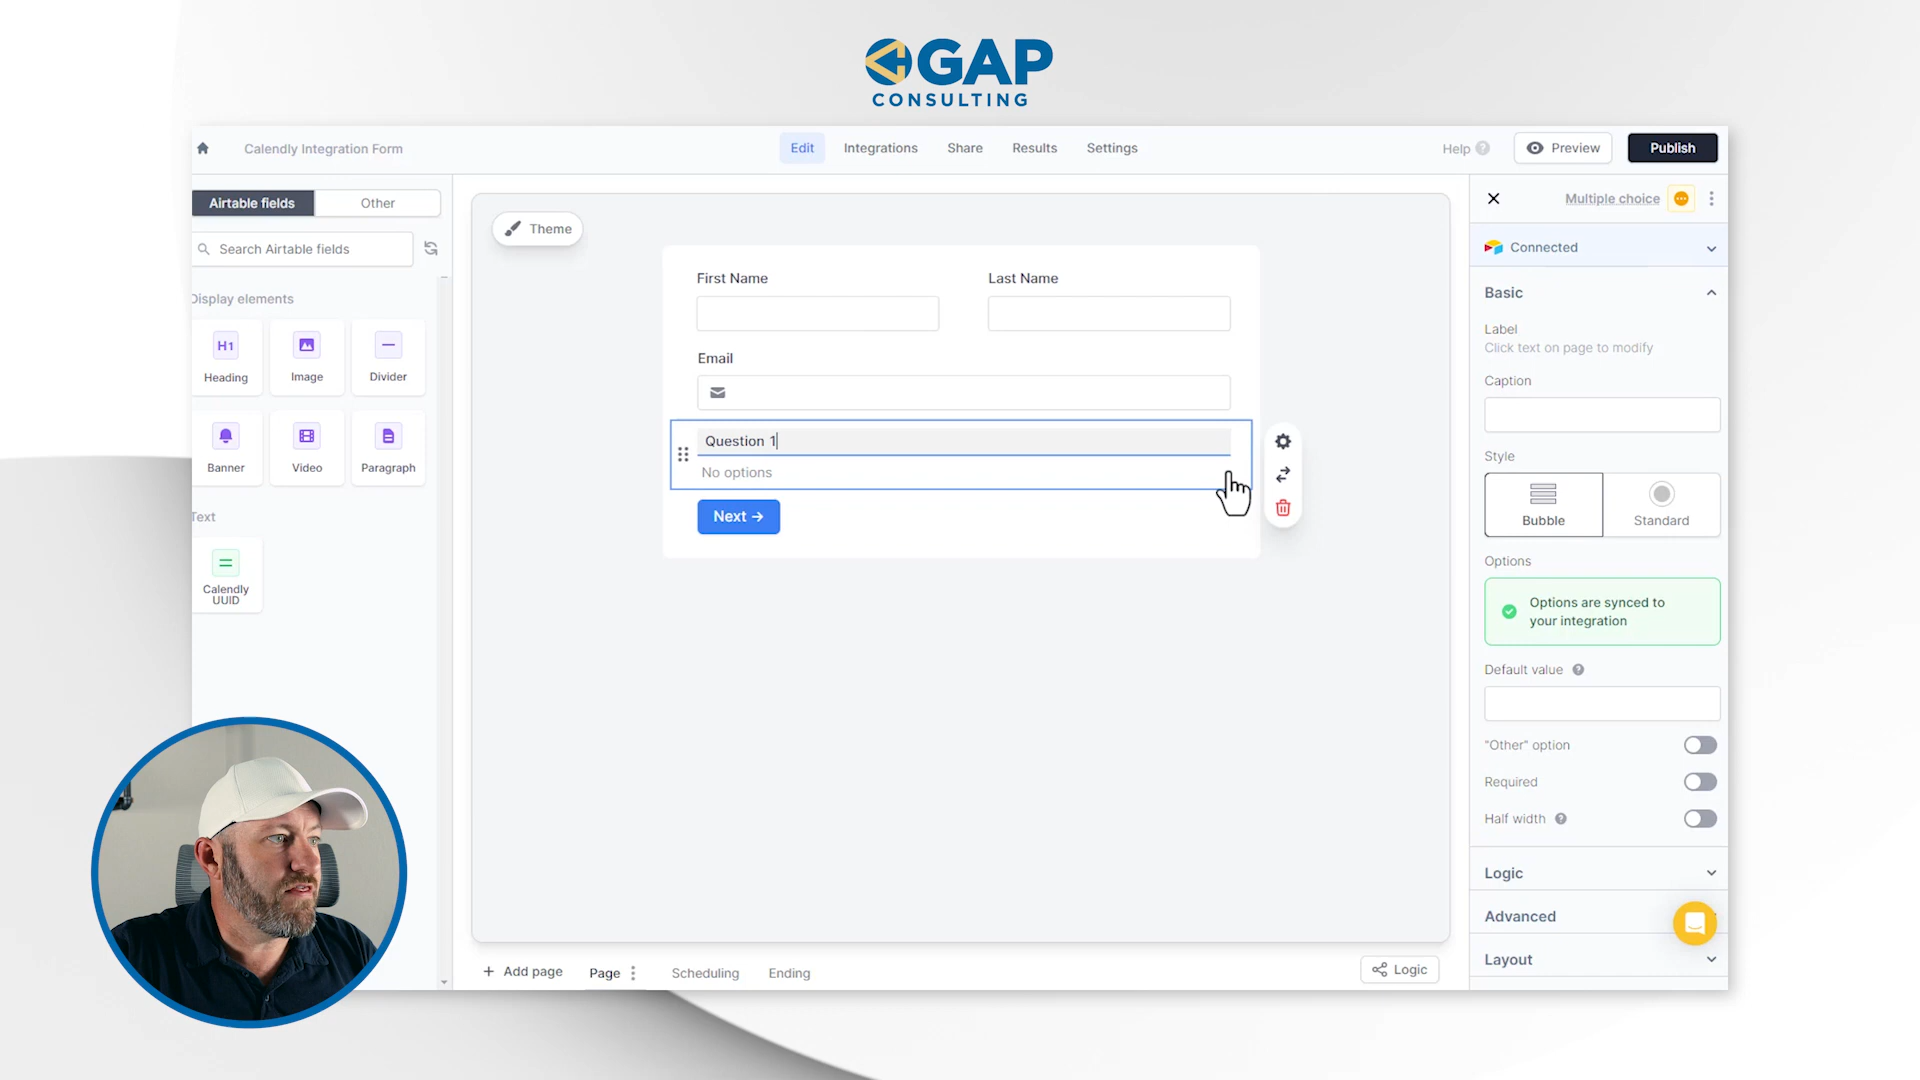 GAP
CONSULTING
Calendly Integration Form
Edit
Integrations
Share
Results
Settings
Help
Preview
Publish
Airtable fields
Other
Search Airtable fields
Display elements
H1
Heading
Image
Divider
Banner
Video
Paragraph
Text
Calendly
UUID
Theme
First Name
Last Name
Email
Question 1
No options
Next →
Multiple choice
Connected
Basic
Label
Click text on page to modify
Caption
Style
Bubble
Standard
Options
Options are synced to
your integration
Default value
"Other" option
Required
Half width
Logic
Advanced
Layout
+ Add page
Page
Scheduling
Ending
Logic